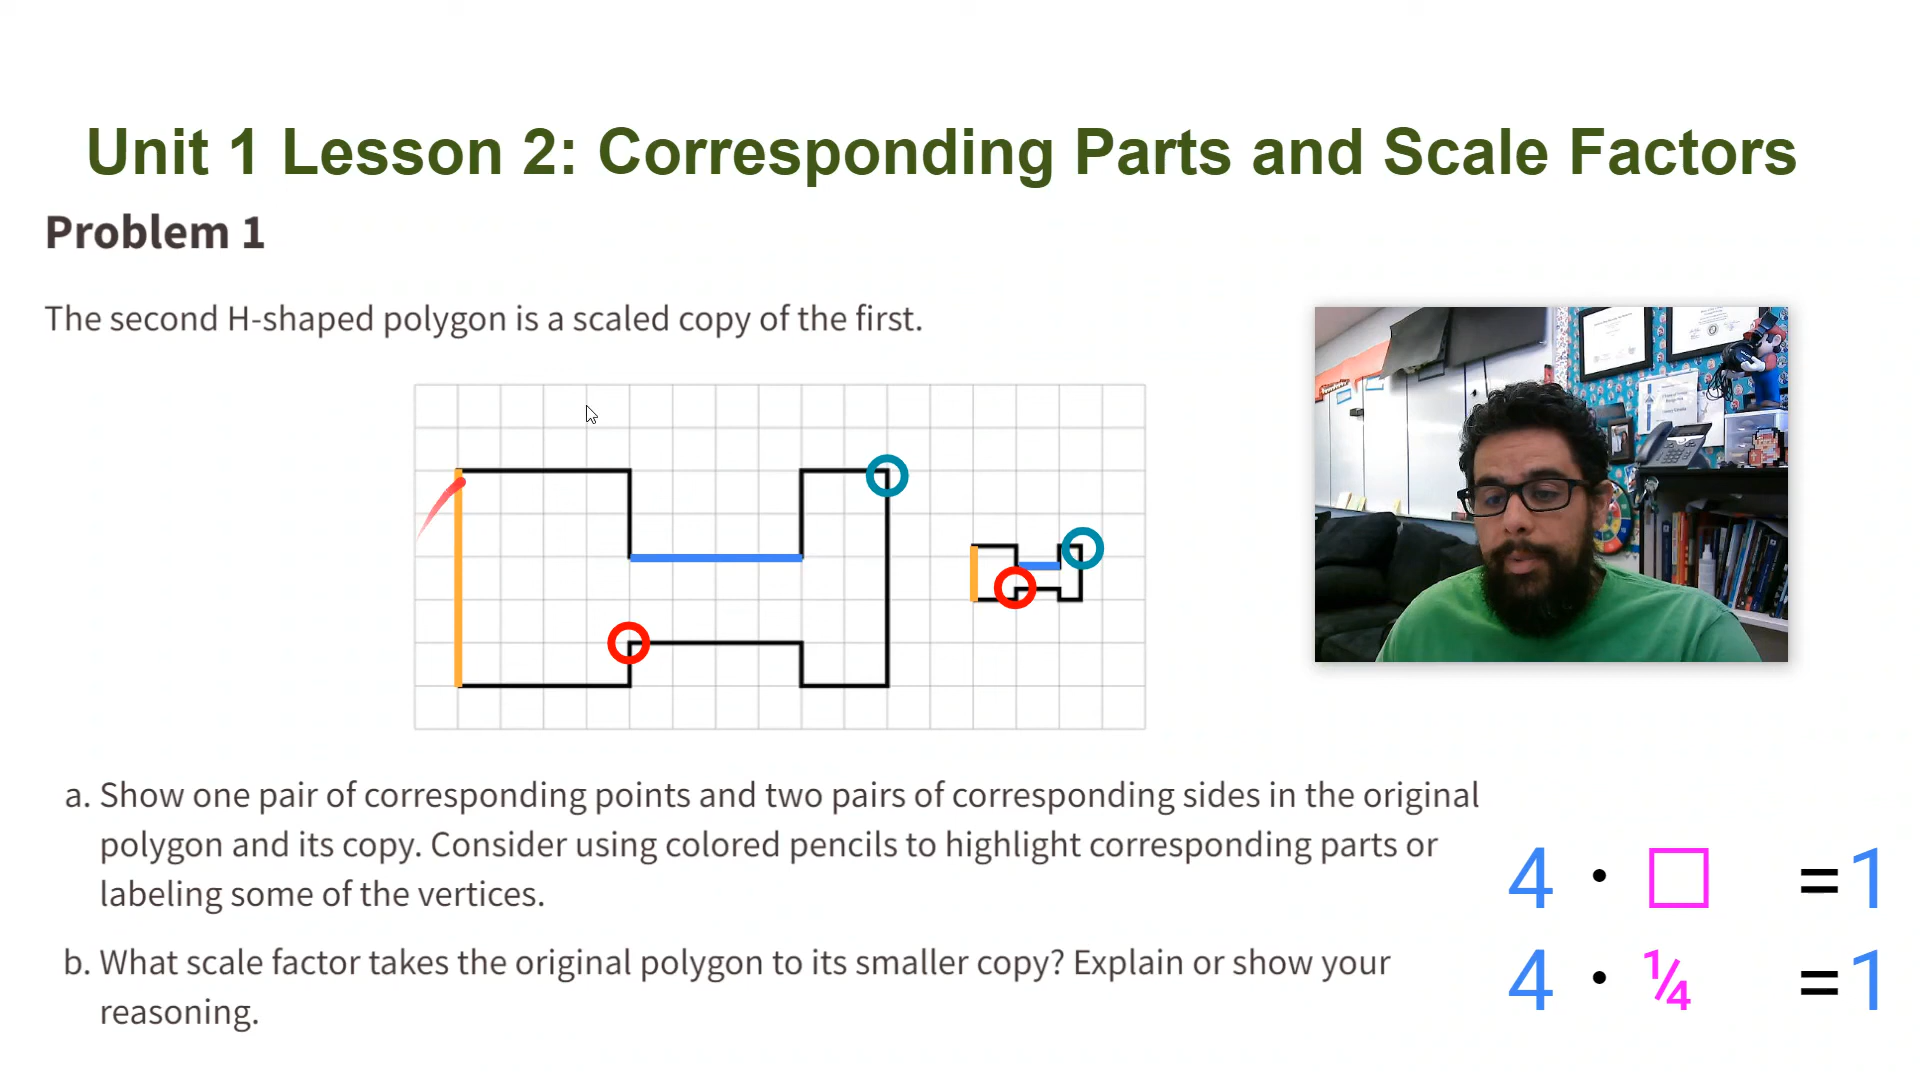 Unit 1 Lesson 2: Corresponding Parts and Scale Factors
Problem 1
The second H-shaped polygon is a scaled copy of the first.
a. Show one pair of corresponding points and two pairs of corresponding sides in the original
polygon and its copy. Consider using colored pencils to highlight corresponding parts or
labeling some of the vertices.
4 · □ =1
4 · ¼ =1
b. What scale factor takes the original polygon to its smaller copy? Explain or show your
reasoning.